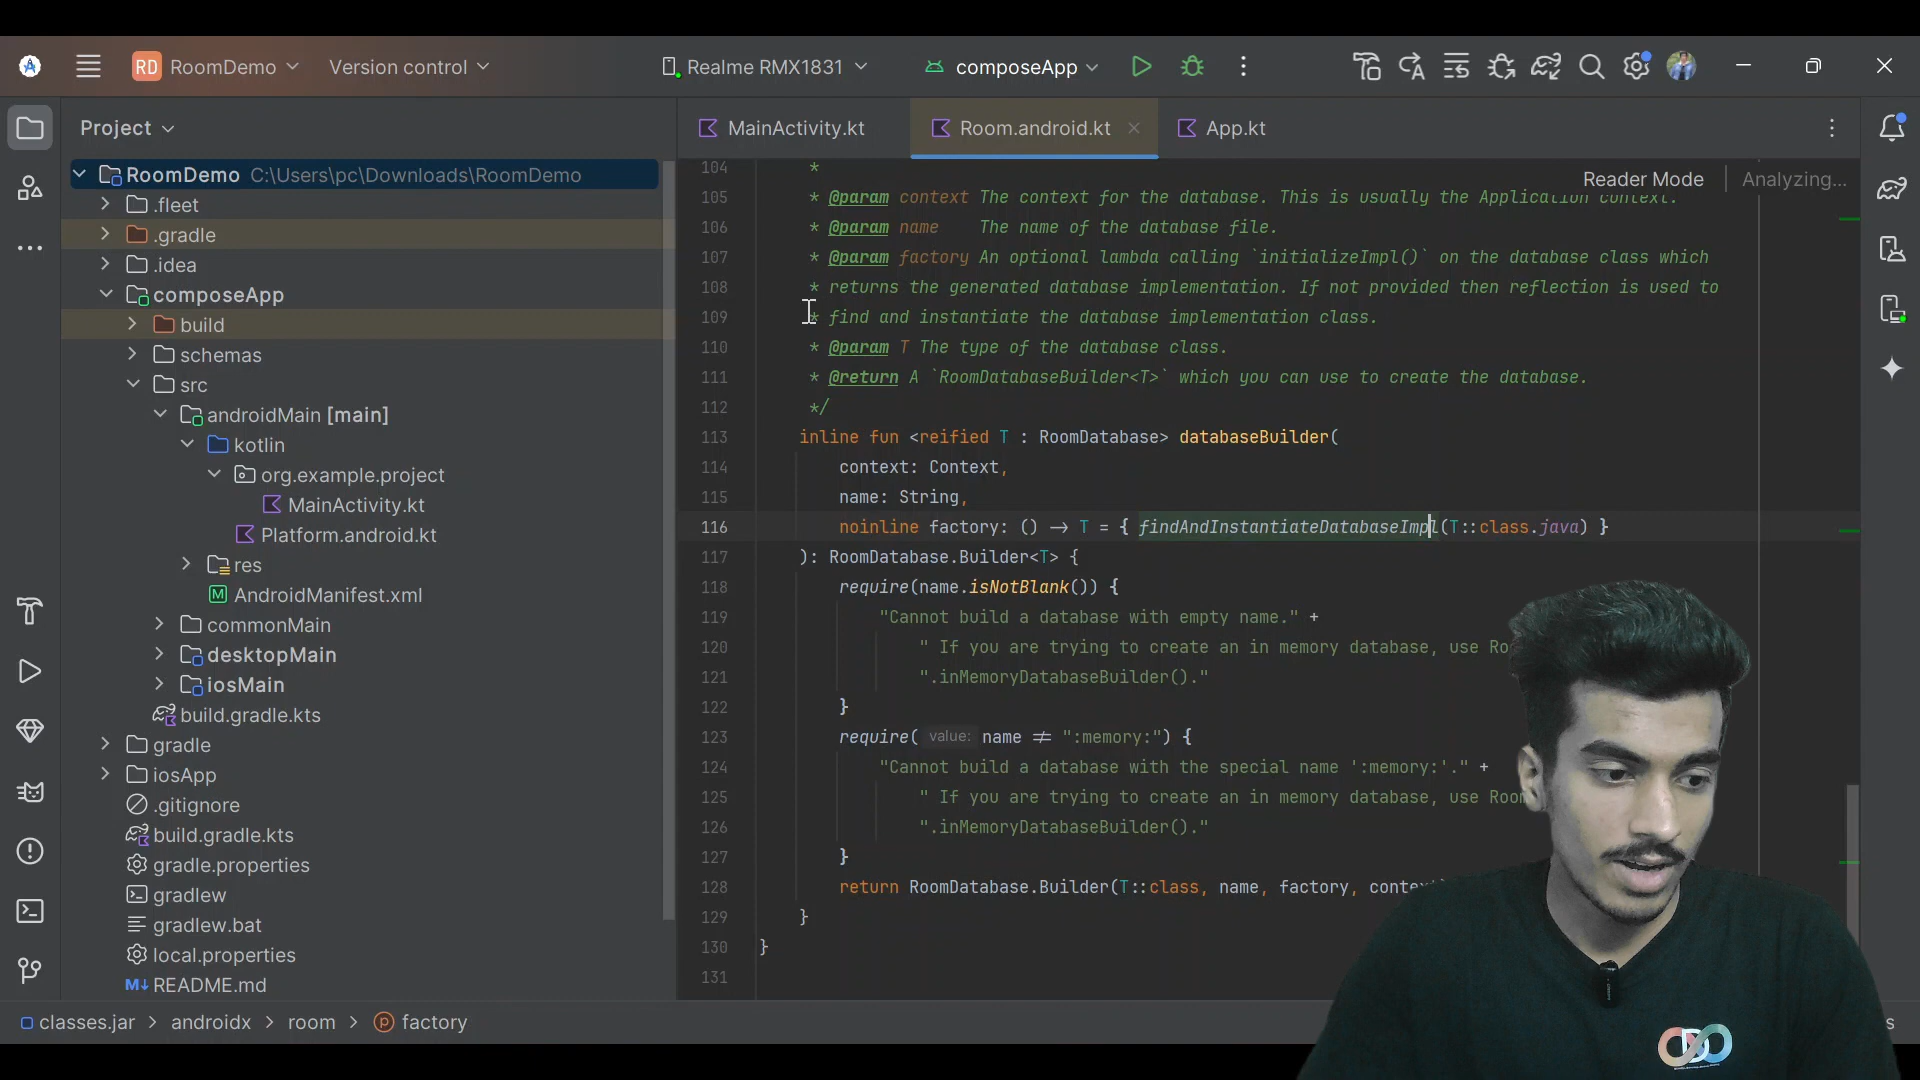 RD RoomDemo Version control Realme RMX1831 composeApp
Project MainActivity.kt Room.android.kt App.kt
Reader Mode Analyzing...
RoomDemo C:\Users\pc\Downloads\RoomDemo
.fleet
.gradle
.idea
composeApp
build
schemas
src
androidMain [main]
kotlin
org.example.project
MainActivity.kt
Platform.android.kt
res
AndroidManifest.xml
commonMain
desktopMain
iosMain
build.gradle.kts
gradle
iosApp
.gitignore
build.gradle.kts
gradle.properties
gradlew
gradlew.bat
local.properties
README.md
104 *
105 * @param context The context for the database. This is usually the Application Context.
106 * @param name The name of the database file.
107 * @param factory An optional lambda calling `initializeImpl()` on the database class which
108 * returns the generated database implementation. If not provided then reflection is used to
109 * find and instantiate the database implementation class.
110 * @param T The type of the database class.
111 * @return A `RoomDatabaseBuilder<T>` which you can use to create the database.
112 */
113 inline fun <reified T : RoomDatabase> databaseBuilder(
114 context: Context,
115 name: String,
116 noinline factory: () -> T = { findAndInstantiateDatabaseImpl(T::class.java) }
117 ): RoomDatabase.Builder<T> {
118 require(name.isNotBlank()) {
119 "Cannot build a database with empty name." +
120 " If you are trying to create an in memory database, use Ro
121 ".inMemoryDatabaseBuilder()."
122 }
123 require( value: name != ":memory:") {
124 "Cannot build a database with the special name ':memory:'." +
125 " If you are trying to create an in memory database, use Room
126 ".inMemoryDatabaseBuilder()."
127 }
128 return RoomDatabase.Builder(T::class, name, factory, context)
129 }
130 }
131
classes.jar > androidx > room > factory